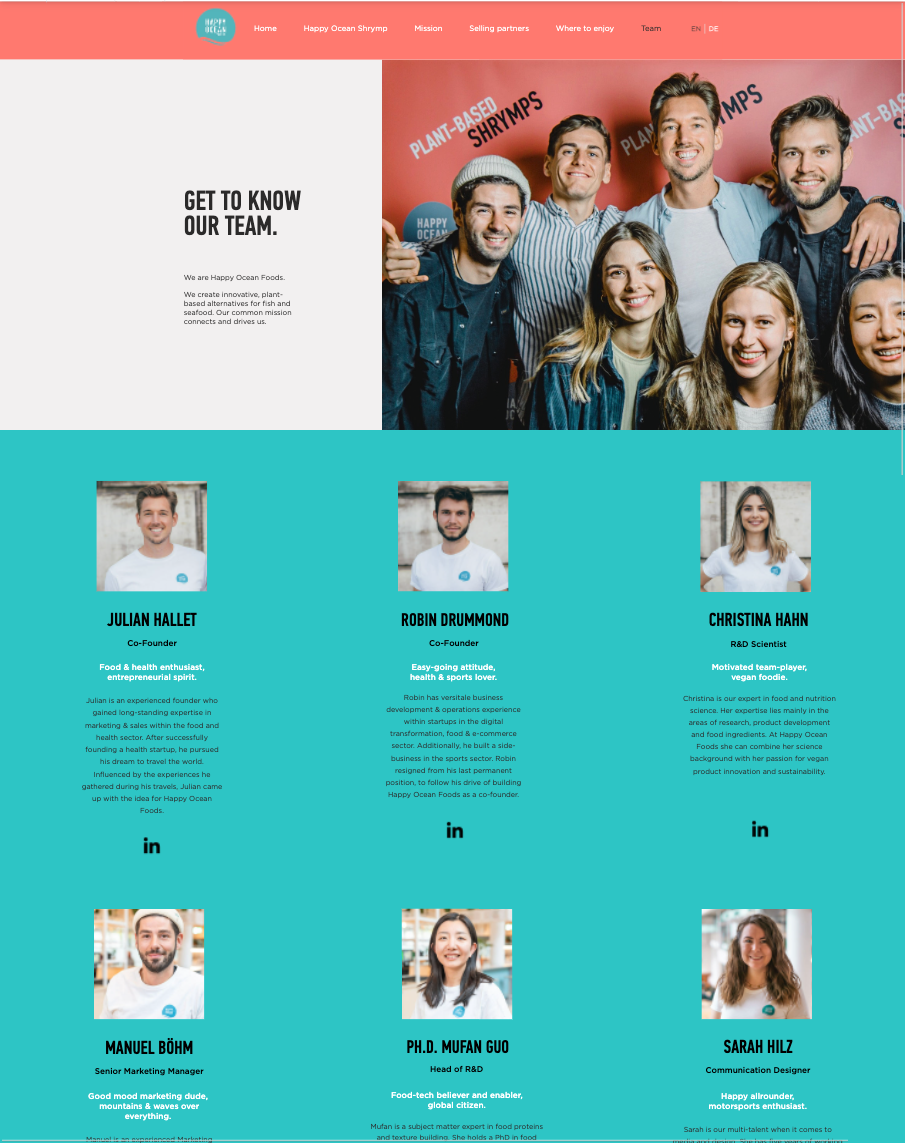 HAPPY
OCEAN
Home
Happy Ocean Shrymp
Mission
Selling partners
Where to enjoy
Team
EN | DE
PLANT-BASED
SHRYMPS
HAPPY
OCEAN
GET TO KNOW
OUR TEAM.
We are Happy Ocean Foods.
We create innovative, plant-
based alternatives for fish and
seafood. Our common mission
connects and drives us.
JULIAN HALLET
Co-Founder
Food & health enthusiast,
entrepreneurial spirit.
Julian is an experienced founder who
gained long-standing expertise in
marketing & sales within the food and
health sector. After successfully
founding a health startup, he pursued
his dream to travel the world.
Influenced by the experiences he
gathered during his travels, Julian came
up with the idea for Happy Ocean
Foods.
in
ROBIN DRUMMOND
Co-Founder
Easy-going attitude,
health & sports lover.
Robin has versitale business
development & operations experience
within startups in the digital
transformation, food & e-commerce
sector. Additionally, he built a side-
business in the sports sector. Robin
resigned from his last permanent
position, to follow his drive of building
Happy Ocean Foods as a co-founder.
in
CHRISTINA HAHN
R&D Scientist
Motivated team-player,
vegan foodie.
Christina is our expert in food and nutrition
science. Her expertise lies mainly in the
areas of research, product development
and food ingredients. At Happy Ocean
Foods she can combine her science
background with her passion for vegan
product innovation and sustainability.
in
MANUEL BÖHM
Senior Marketing Manager
Good mood marketing dude,
mountains & waves over
everything.
Manuel is an experienced Marketing
PH.D. MUFAN GUO
Head of R&D
Food-tech believer and enabler,
global citizen.
Mufan is a subject matter expert in food proteins
and texture building. She holds a PhD in food
SARAH HILZ
Communication Designer
Happy allrounder,
motorsports enthusiast.
Sarah is our multi-talent when it comes to